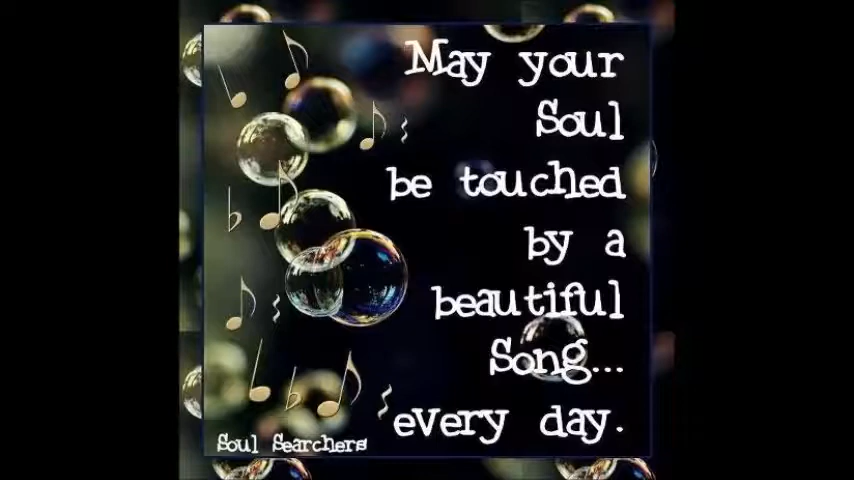 May your
Soul
be touched
by a
beautiful
Song...
every day.
Soul Searchers